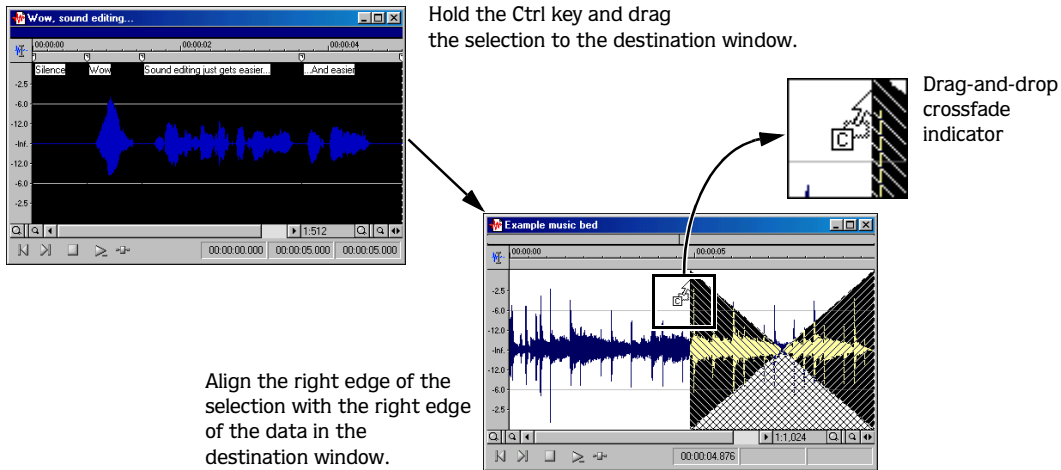 Wow, sound editing...
00:00:00 00:00:02 00:00:04
Silence Wow Sound editing just gets easier... ...And easier
-2.5
-6.0
-12.0
-Inf.
-12.0
-6.0
-2.5
1:512
00:00:00.000 00:00:05.000 00:00:05.000
Hold the Ctrl key and drag
the selection to the destination window.
C
Drag-and-drop
crossfade
indicator
Example music bed
00:00:00 00:00:05
C
-2.5
-6.0
-12.0
-Inf.
-12.0
-6.0
-2.5
1:1,024
00:00:04.876
Align the right edge of the
selection with the right edge
of the data in the
destination window.